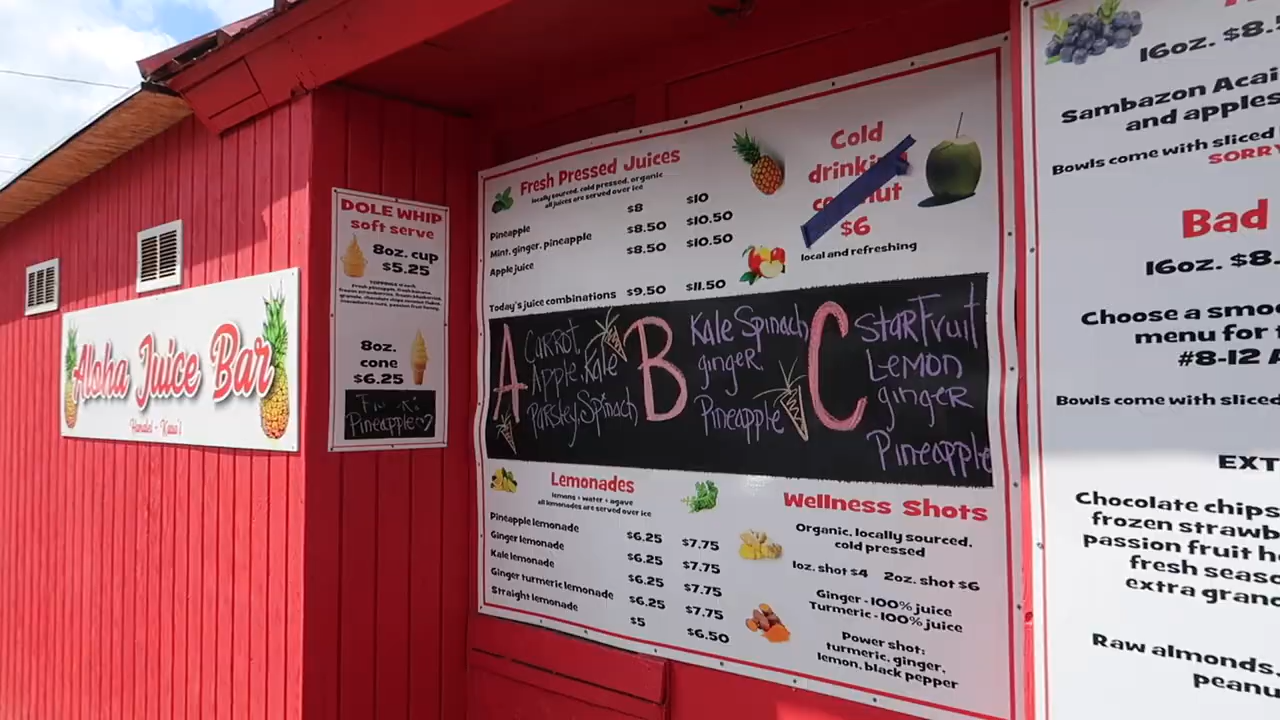 Aloha Juice Bar
Hanalei - Kaua'i
DOLE WHIP
soft serve
8oz. cup
$5.25
8oz.
cone
$6.25
Pineapple
Fresh Pressed Juices
locally sourced, cold pressed, organic
all juices are served over ice
$8 $10
Pineapple $8.50 $10.50
Mint, ginger, pineapple $8.50 $10.50
Apple juice
Today's juice combinations $9.50 $11.50
Cold
drinking
$6
local and refreshing
A
Carrot
Apple, Kale
Parsley, Spinach
B
Kale Spinach
ginger,
Pineapple
C
StarFruit
Lemon
ginger
Pineapple
Lemonades
lemons + water + agave
all lemonades are served over ice
Pineapple lemonade $6.25 $7.75
Ginger lemonade $6.25 $7.75
Kale lemonade $6.25 $7.75
Ginger turmeric lemonade $6.25 $7.75
Straight lemonade $5 $6.50
Wellness Shots
Organic, locally sourced,
cold pressed
1oz. shot $4 2oz. shot $6
Ginger - 100% juice
Turmeric - 100% juice
Power shot:
turmeric, ginger,
lemon, black pepper
16oz. $8.
Sambazon Acai
and apples
Bowls come with sliced
SORRY
Bad
16oz. $8.
Choose a smoo
menu for
#8-12 A
Bowls come with sliced
EXT
Chocolate chips
frozen strawb
passion fruit h
fresh seaso
extra grano
Raw almonds,
peanu